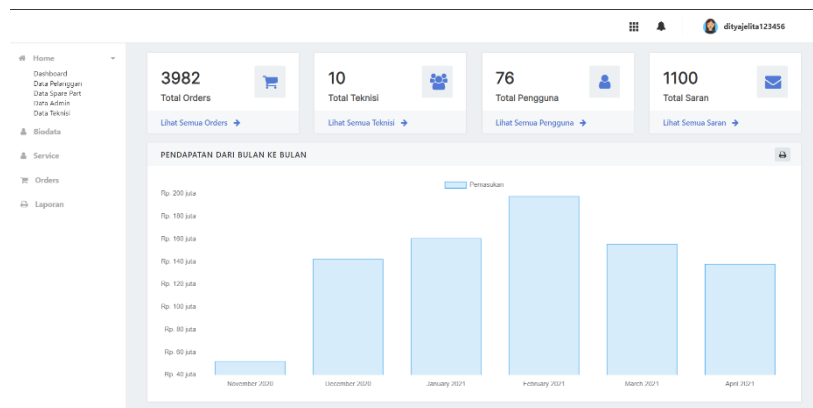 dityajelita123456
Home
Dashboard
Data Pelanggan
Data Spare Part
Data Admin
Data Teknisi
Biodata
Service
Orders
Laporan
3982
Total Orders
Lihat Semua Orders
10
Total Teknisi
Lihat Semua Teknisi
76
Total Pengguna
Lihat Semua Pengguna
1100
Total Saran
Lihat Semua Saran
PENDAPATAN DARI BULAN KE BULAN
Pemasukan
Rp. 200 juta
Rp. 180 juta
Rp. 160 juta
Rp. 140 juta
Rp. 120 juta
Rp. 100 juta
Rp. 80 juta
Rp. 60 juta
Rp. 40 juta
November 2020 December 2020 January 2021 February 2021 March 2021 April 2021